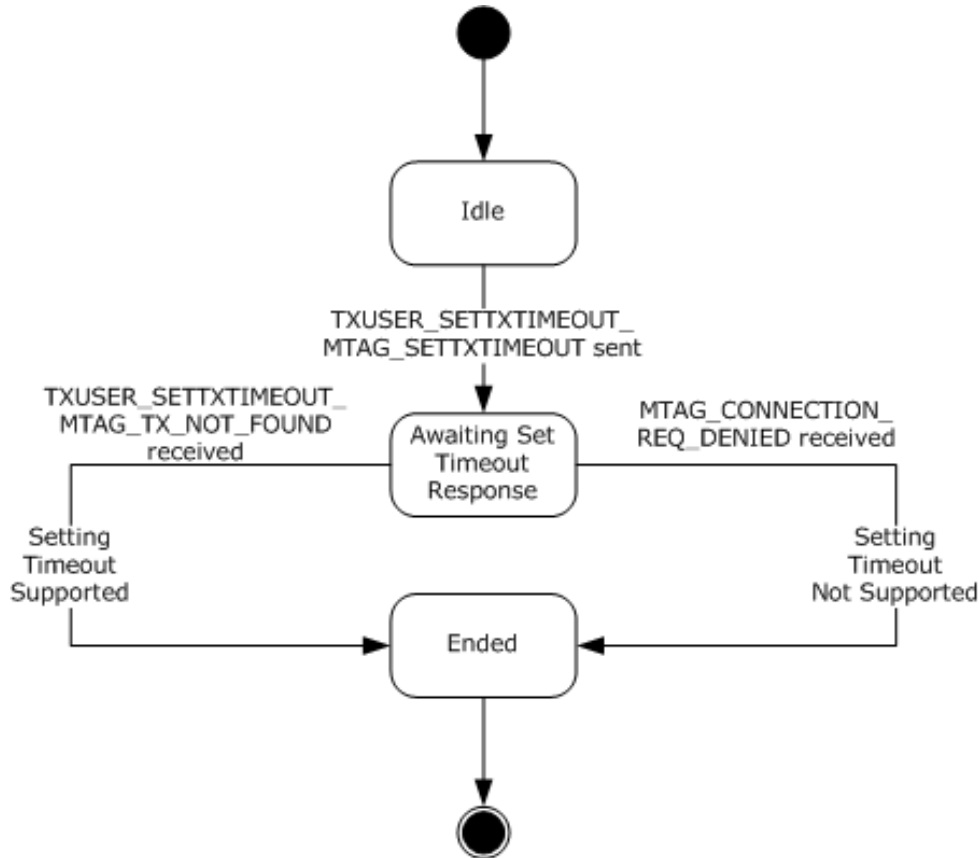 Idle
TXUSER_SETTXTIMEOUT_
MTAG_SETTXTIMEOUT sent
TXUSER_SETTXTIMEOUT_
MTAG_TX_NOT_FOUND
received
Awaiting Set
Timeout
Response
MTAG_CONNECTION_
REQ_DENIED received
Setting
Timeout
Supported
Setting
Timeout
Not Supported
Ended